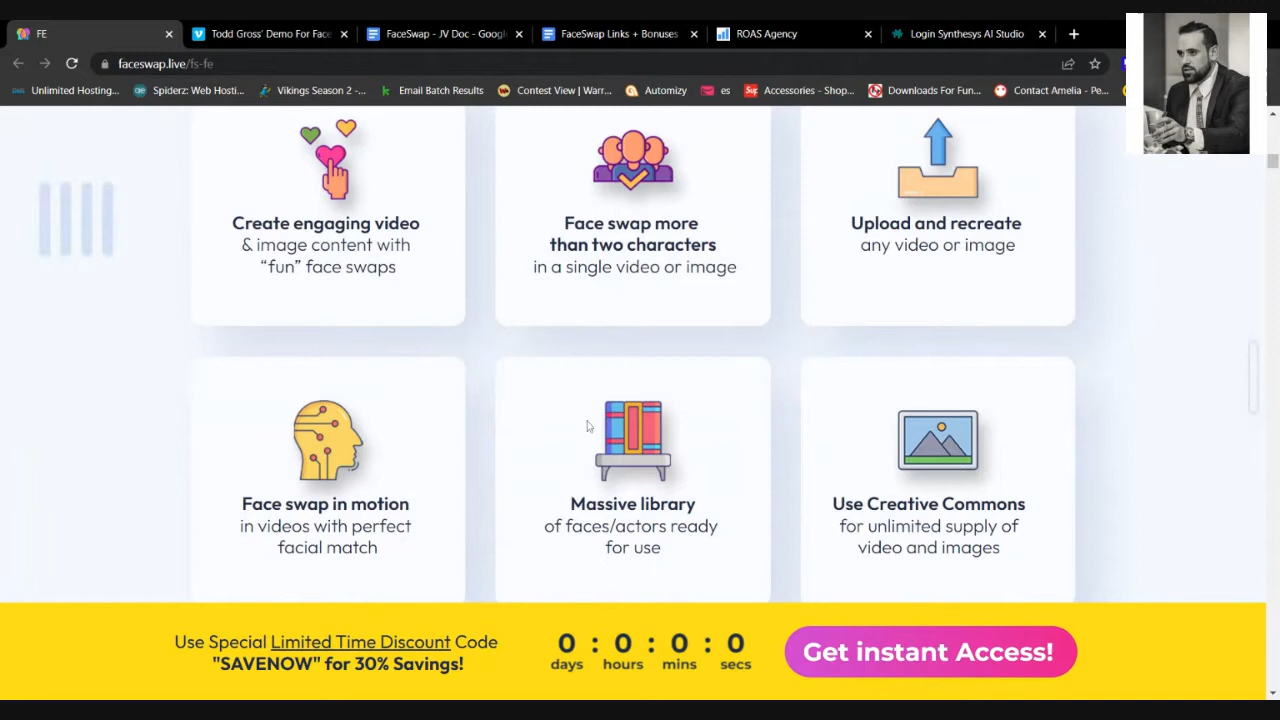 FE
Todd Gross' Demo For Face
FaceSwap - JV Doc - Google
FaceSwap Links + Bonuses
ROAS Agency
Login Synthesys AI Studio
faceswap.live/fs-fe
Unlimited Hosting...
Spiderz: Web Hosti...
Vikings Season 2 -...
Email Batch Results
Contest View | Warr...
Automizy
es
Accessories - Shop...
Downloads For Fun...
Contact Amelia - Pe...
Create engaging video
& image content with
“fun” face swaps
Face swap more
than two characters
in a single video or image
Upload and recreate
any video or image
Face swap in motion
in videos with perfect
facial match
Massive library
of faces/actors ready
for use
Use Creative Commons
for unlimited supply of
video and images
Use Special Limited Time Discount Code
"SAVENOW" for 30% Savings!
0 : 0 : 0 : 0
days hours mins secs
Get instant Access!